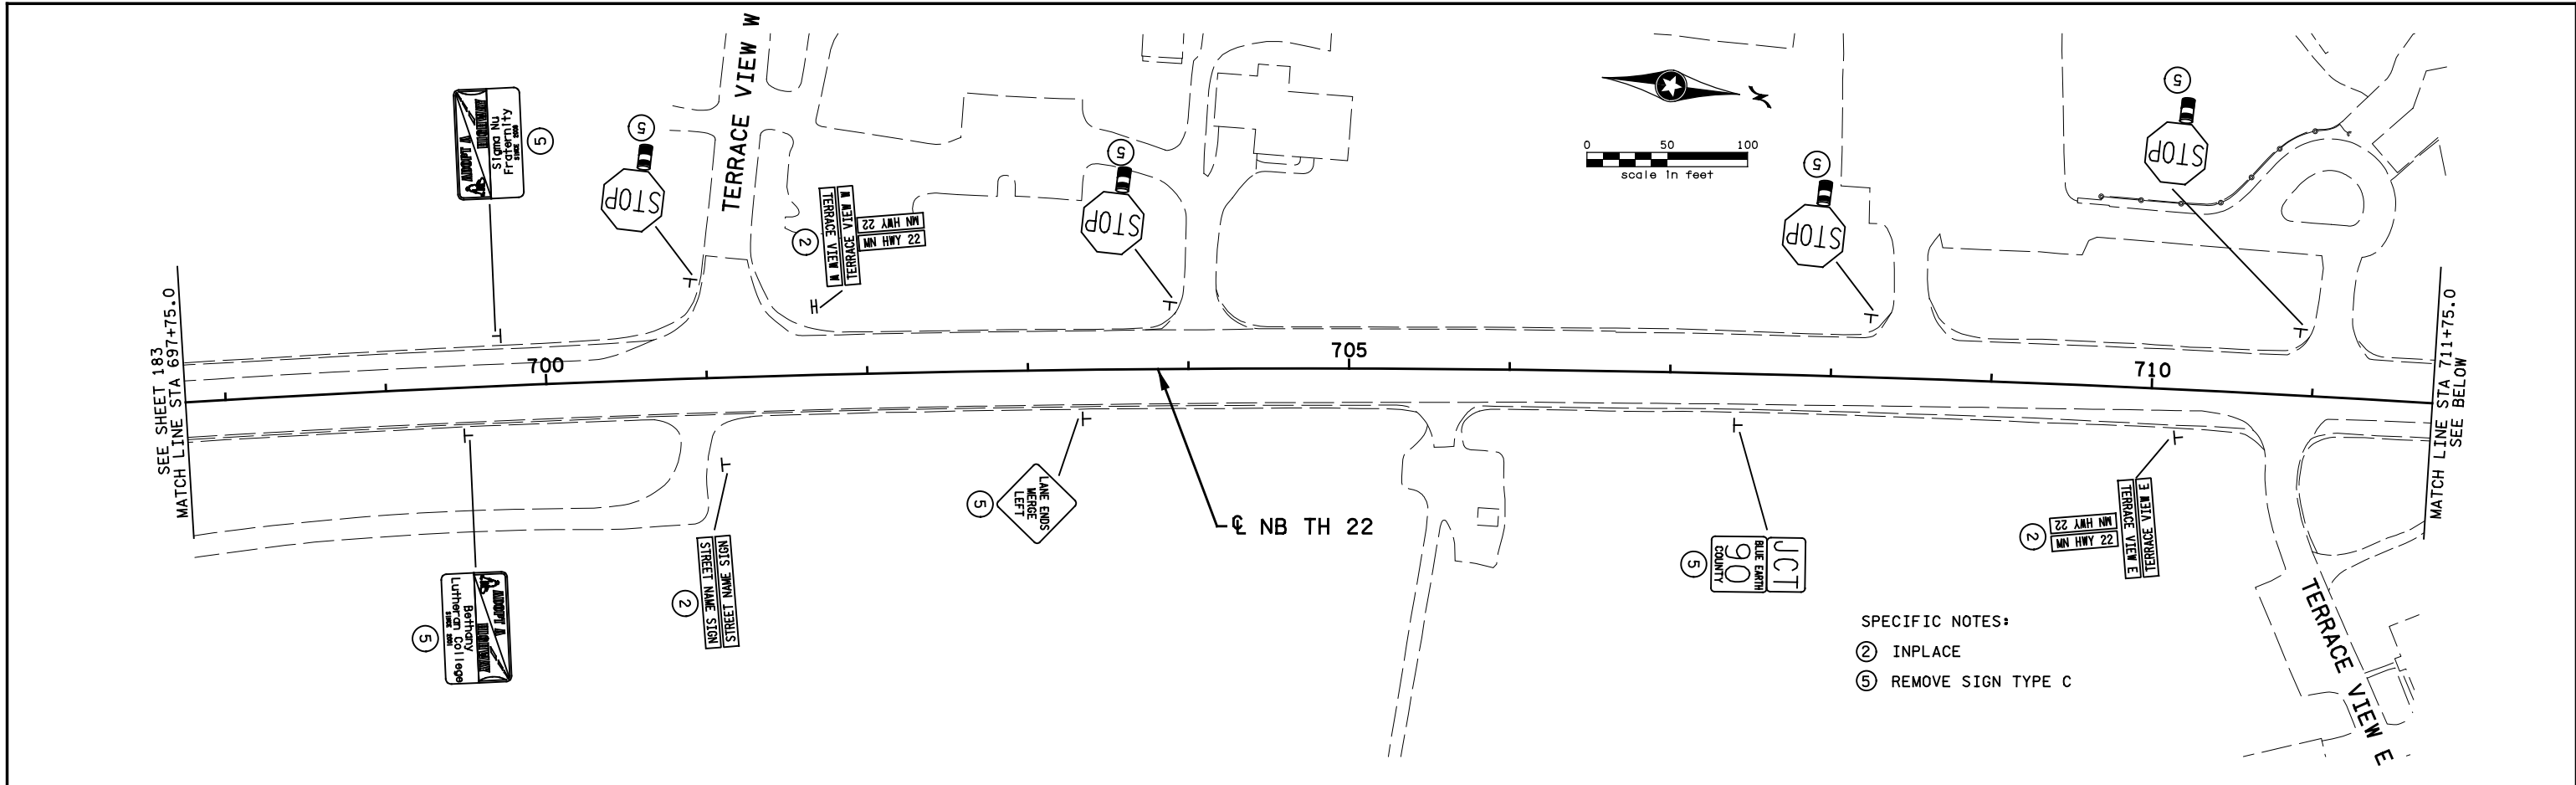 TERRACE VIEW W
ADOPT A
HIGHWAY
Sigma Nu
Fraternity
5
5
STOP
2
TERRACE VIEW W
TERRACE VIEW W
MN HWY 22
MN HWY 22
5
STOP
N
0 50 100
scale in feet
5
STOP
5
STOP
SEE SHEET 183
MATCH LINE STA 697+75.0
700
705
710
MATCH LINE STA 711+75.0
SEE BELOW
ADOPT A
HIGHWAY
Bethany
Lutheran College
5
STREET NAME SIGN
STREET NAME SIGN
2
LANE ENDS
MERGE
LEFT
5
℄ NB TH 22
JCT
BLUE EARTH
90
COUNTY
5
MN HWY 22
MN HWY 22
TERRACE VIEW E
TERRACE VIEW E
2
SPECIFIC NOTES:
2 INPLACE
5 REMOVE SIGN TYPE C
TERRACE VIEW E